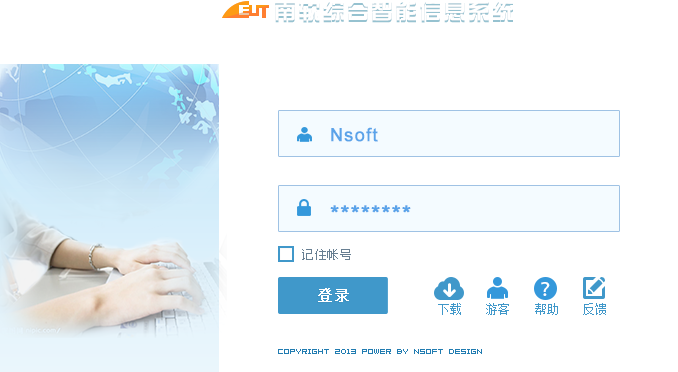 EUT 南软综合智能信息系统
Nsoft
********
记住帐号
登录
下载 游客 帮助 反馈
COPYRIGHT 2013 POWER BY NSOFT DESIGN